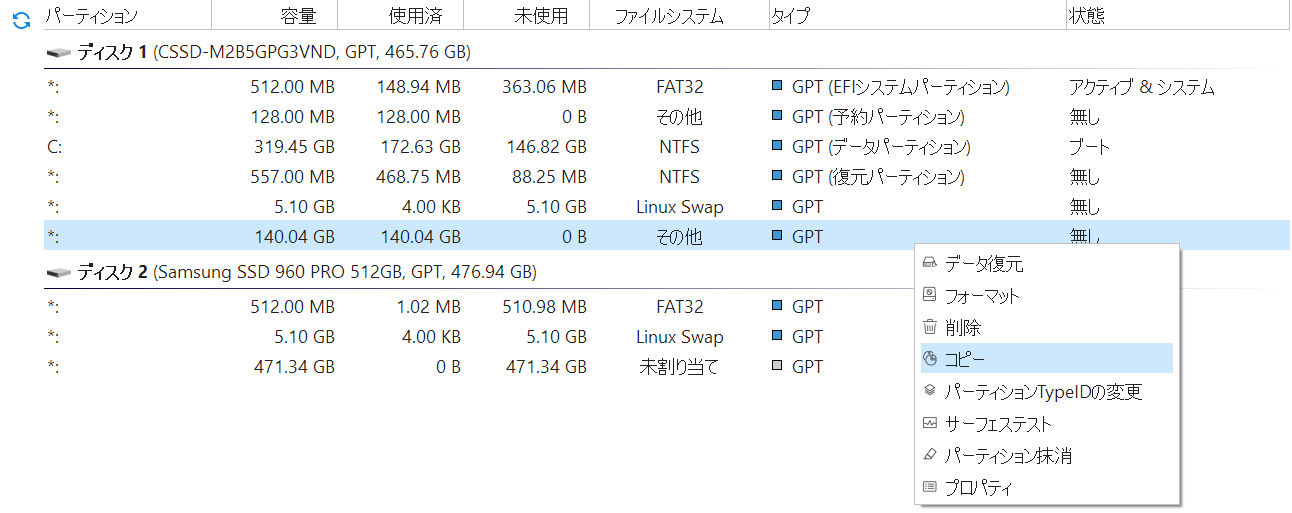 パーティション 容量 使用済 未使用 ファイルシステム タイプ 状態
ディスク 1 (CSSD-M2B5GPG3VND, GPT, 465.76 GB)
*: 512.00 MB 148.94 MB 363.06 MB FAT32 GPT (EFIシステムパーティション) アクティブ & システム
*: 128.00 MB 128.00 MB 0 B その他 GPT (予約パーティション) 無し
C: 319.45 GB 172.63 GB 146.82 GB NTFS GPT (データパーティション) ブート
*: 557.00 MB 468.75 MB 88.25 MB NTFS GPT (復元パーティション) 無し
*: 5.10 GB 4.00 KB 5.10 GB Linux Swap GPT 無し
*: 140.04 GB 140.04 GB 0 B その他 GPT 無し
ディスク 2 (Samsung SSD 960 PRO 512GB, GPT, 476.94 GB)
*: 512.00 MB 1.02 MB 510.98 MB FAT32 GPT
*: 5.10 GB 4.00 KB 5.10 GB Linux Swap GPT
*: 471.34 GB 0 B 471.34 GB 未割り当て GPT
データ復元
フォーマット
削除
コピー
パーティションTypeIDの変更
サーフェステスト
パーティション抹消
プロパティ